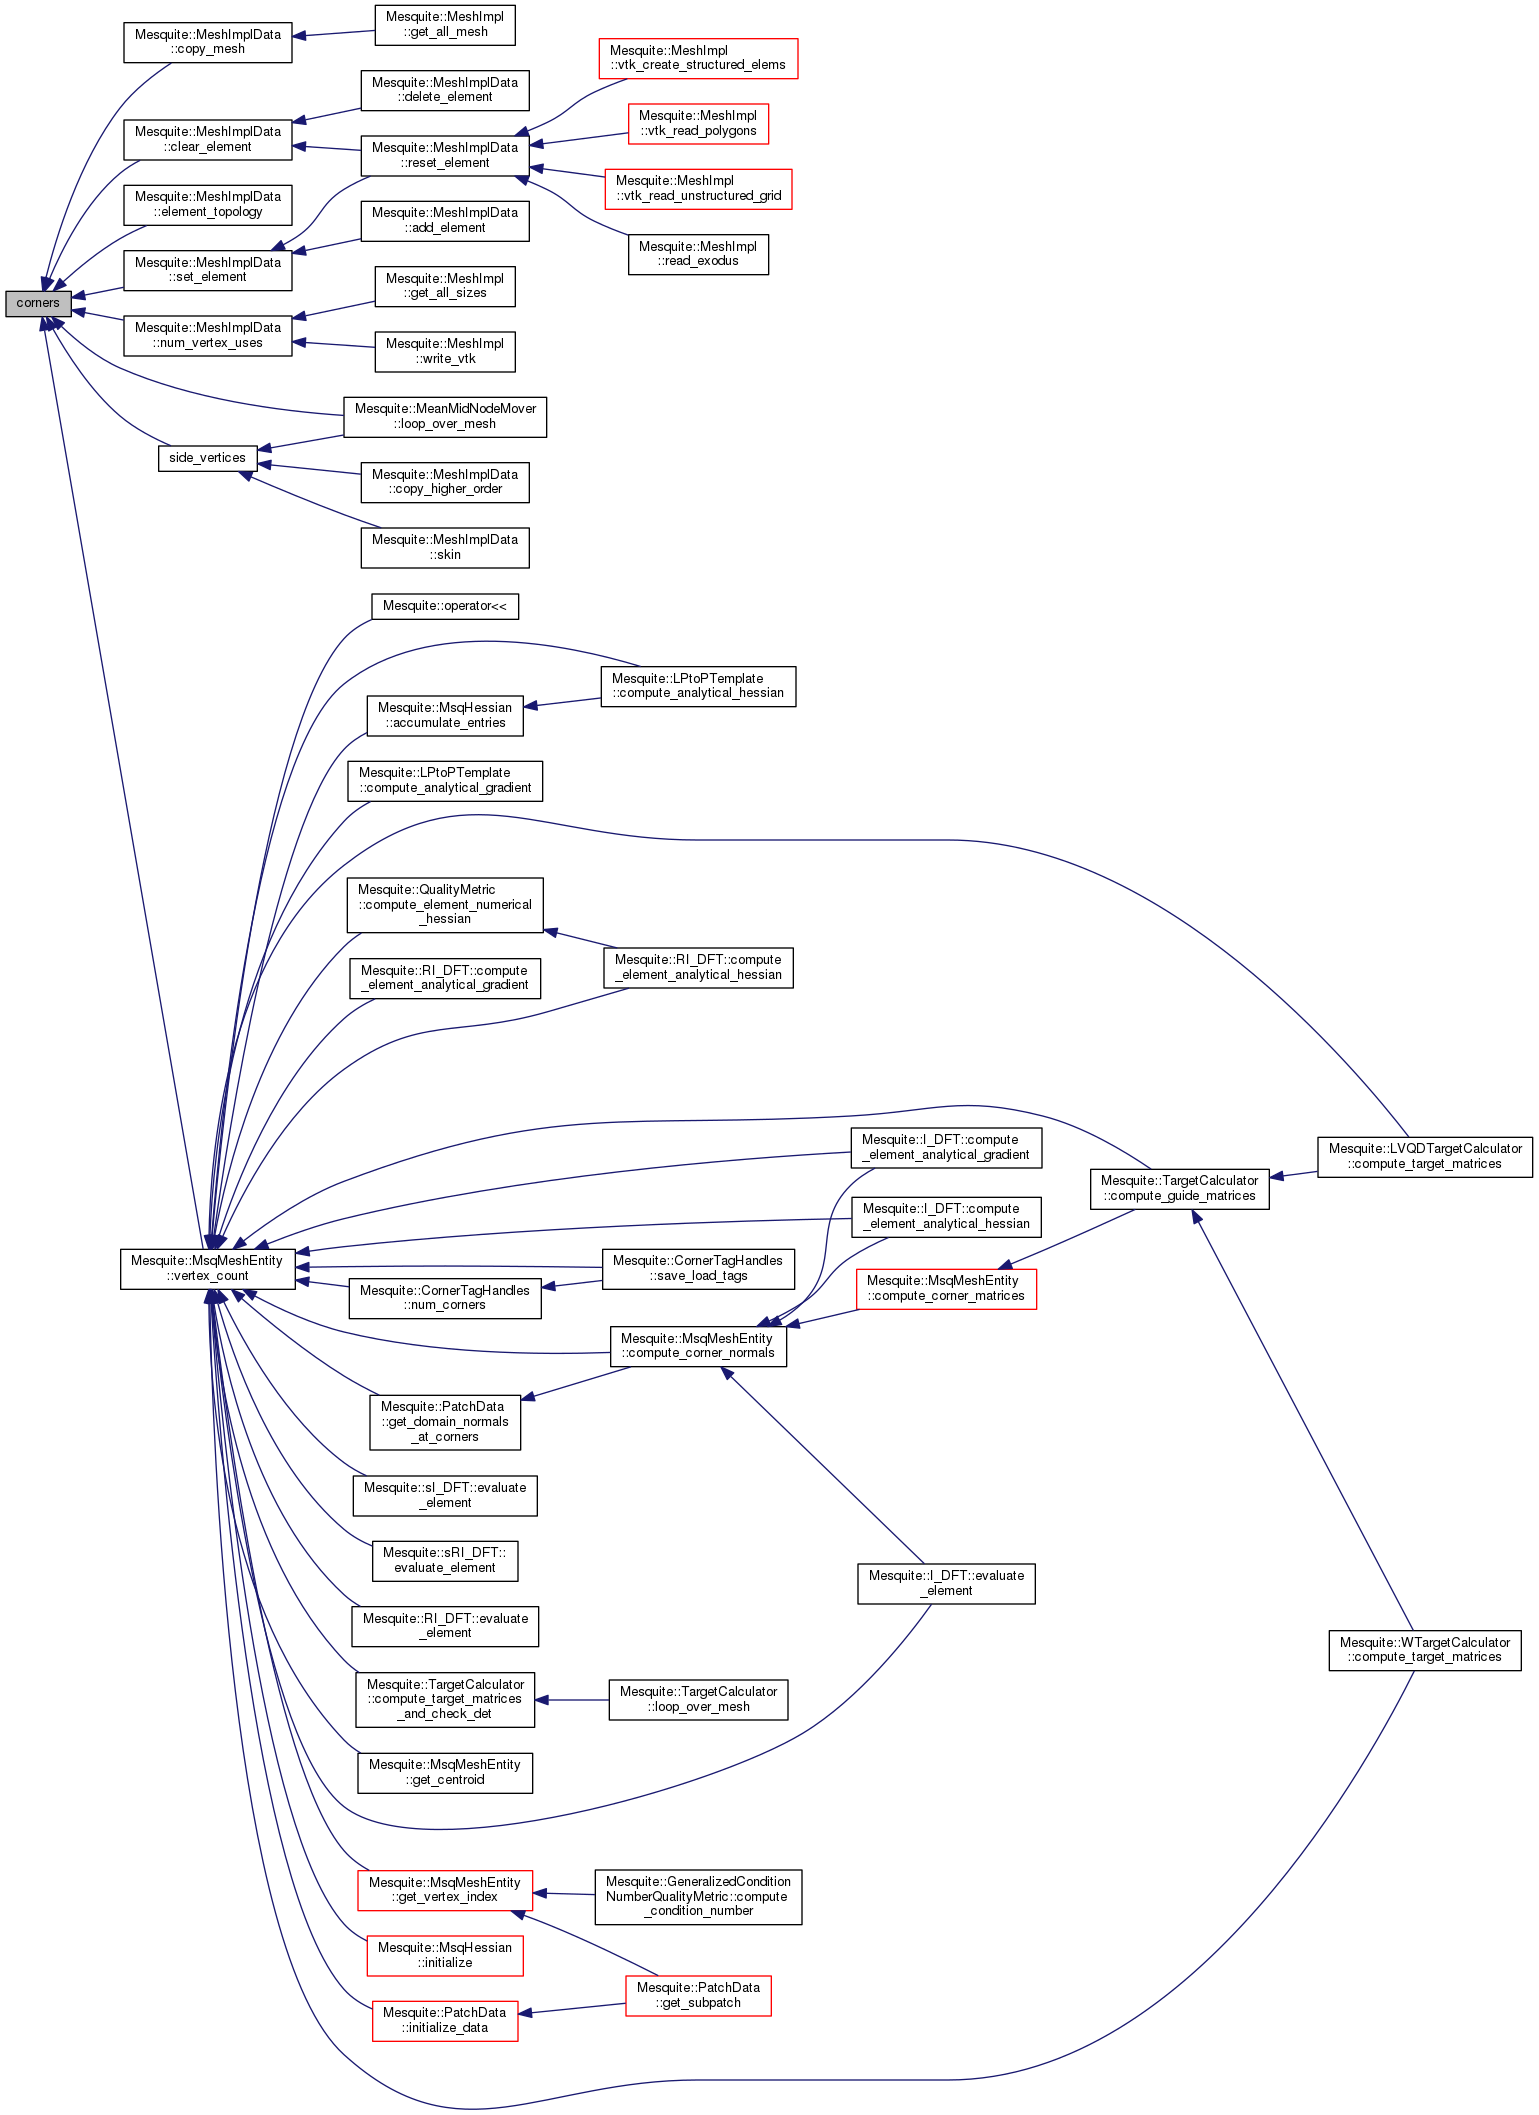 Mesquite::MeshImpl
::get_all_mesh
Mesquite::MeshImplData
::copy_mesh
Mesquite::MeshImpl
::vtk_create_structured_elems
Mesquite::MeshImplData
::delete_element
Mesquite::MeshImpl
::vtk_read_polygons
Mesquite::MeshImplData
::clear_element
Mesquite::MeshImplData
::reset_element
Mesquite::MeshImpl
::vtk_read_unstructured_grid
Mesquite::MeshImplData
::element_topology
Mesquite::MeshImplData
::add_element
Mesquite::MeshImpl
::read_exodus
Mesquite::MeshImplData
::set_element
Mesquite::MeshImpl
::get_all_sizes
corners
Mesquite::MeshImplData
::num_vertex_uses
Mesquite::MeshImpl
::write_vtk
Mesquite::MeanMidNodeMover
::loop_over_mesh
side_vertices
Mesquite::MeshImplData
::copy_higher_order
Mesquite::MeshImplData
::skin
Mesquite::operator<<
Mesquite::LPtoPTemplate
::compute_analytical_hessian
Mesquite::MsqHessian
::accumulate_entries
Mesquite::LPtoPTemplate
::compute_analytical_gradient
Mesquite::QualityMetric
::compute_element_numerical
_hessian
Mesquite::RI_DFT::compute
_element_analytical_hessian
Mesquite::RI_DFT::compute
_element_analytical_gradient
Mesquite::I_DFT::compute
_element_analytical_gradient
Mesquite::LVQDTargetCalculator
::compute_target_matrices
Mesquite::TargetCalculator
::compute_guide_matrices
Mesquite::I_DFT::compute
_element_analytical_hessian
Mesquite::MsqMeshEntity
::vertex_count
Mesquite::CornerTagHandles
::save_load_tags
Mesquite::CornerTagHandles
::num_corners
Mesquite::MsqMeshEntity
::compute_corner_matrices
Mesquite::MsqMeshEntity
::compute_corner_normals
Mesquite::PatchData
::get_domain_normals
_at_corners
Mesquite::sI_DFT::evaluate
_element
Mesquite::sRI_DFT::
evaluate_element
Mesquite::I_DFT::evaluate
_element
Mesquite::RI_DFT::evaluate
_element
Mesquite::WTargetCalculator
::compute_target_matrices
Mesquite::TargetCalculator
::compute_target_matrices
_and_check_det
Mesquite::TargetCalculator
::loop_over_mesh
Mesquite::MsqMeshEntity
::get_centroid
Mesquite::MsqMeshEntity
::get_vertex_index
Mesquite::GeneralizedCondition
NumberQualityMetric::compute
_condition_number
Mesquite::MsqHessian
::initialize
Mesquite::PatchData
::get_subpatch
Mesquite::PatchData
::initialize_data